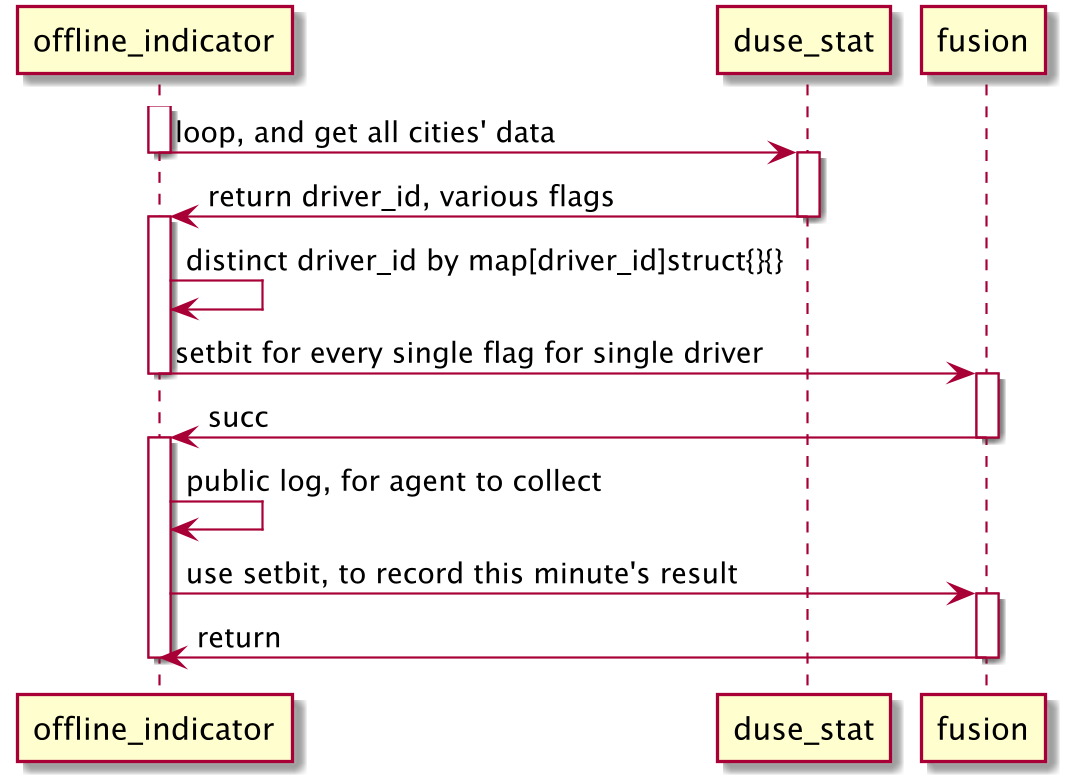 offline_indicator
duse_stat
fusion
loop, and get all cities' data
return driver_id, various flags
distinct driver_id by map[driver_id]struct{}{}
setbit for every single flag for single driver
succ
public log, for agent to collect
use setbit, to record this minute's result
return
offline_indicator
duse_stat
fusion